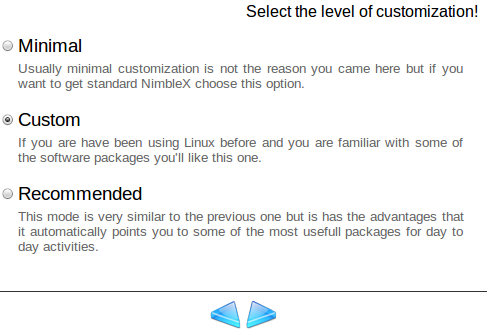 Select the level of customization!
Minimal
Usually minimal customization is not the reason you came here but if you
want to get standard NimbleX choose this option.
Custom
If you are have been using Linux before and you are familiar with some of
the software packages you'll like this one.
Recommended
This mode is very similar to the previous one but is has the advantages that
it automatically points you to some of the most usefull packages for day to
day activities.